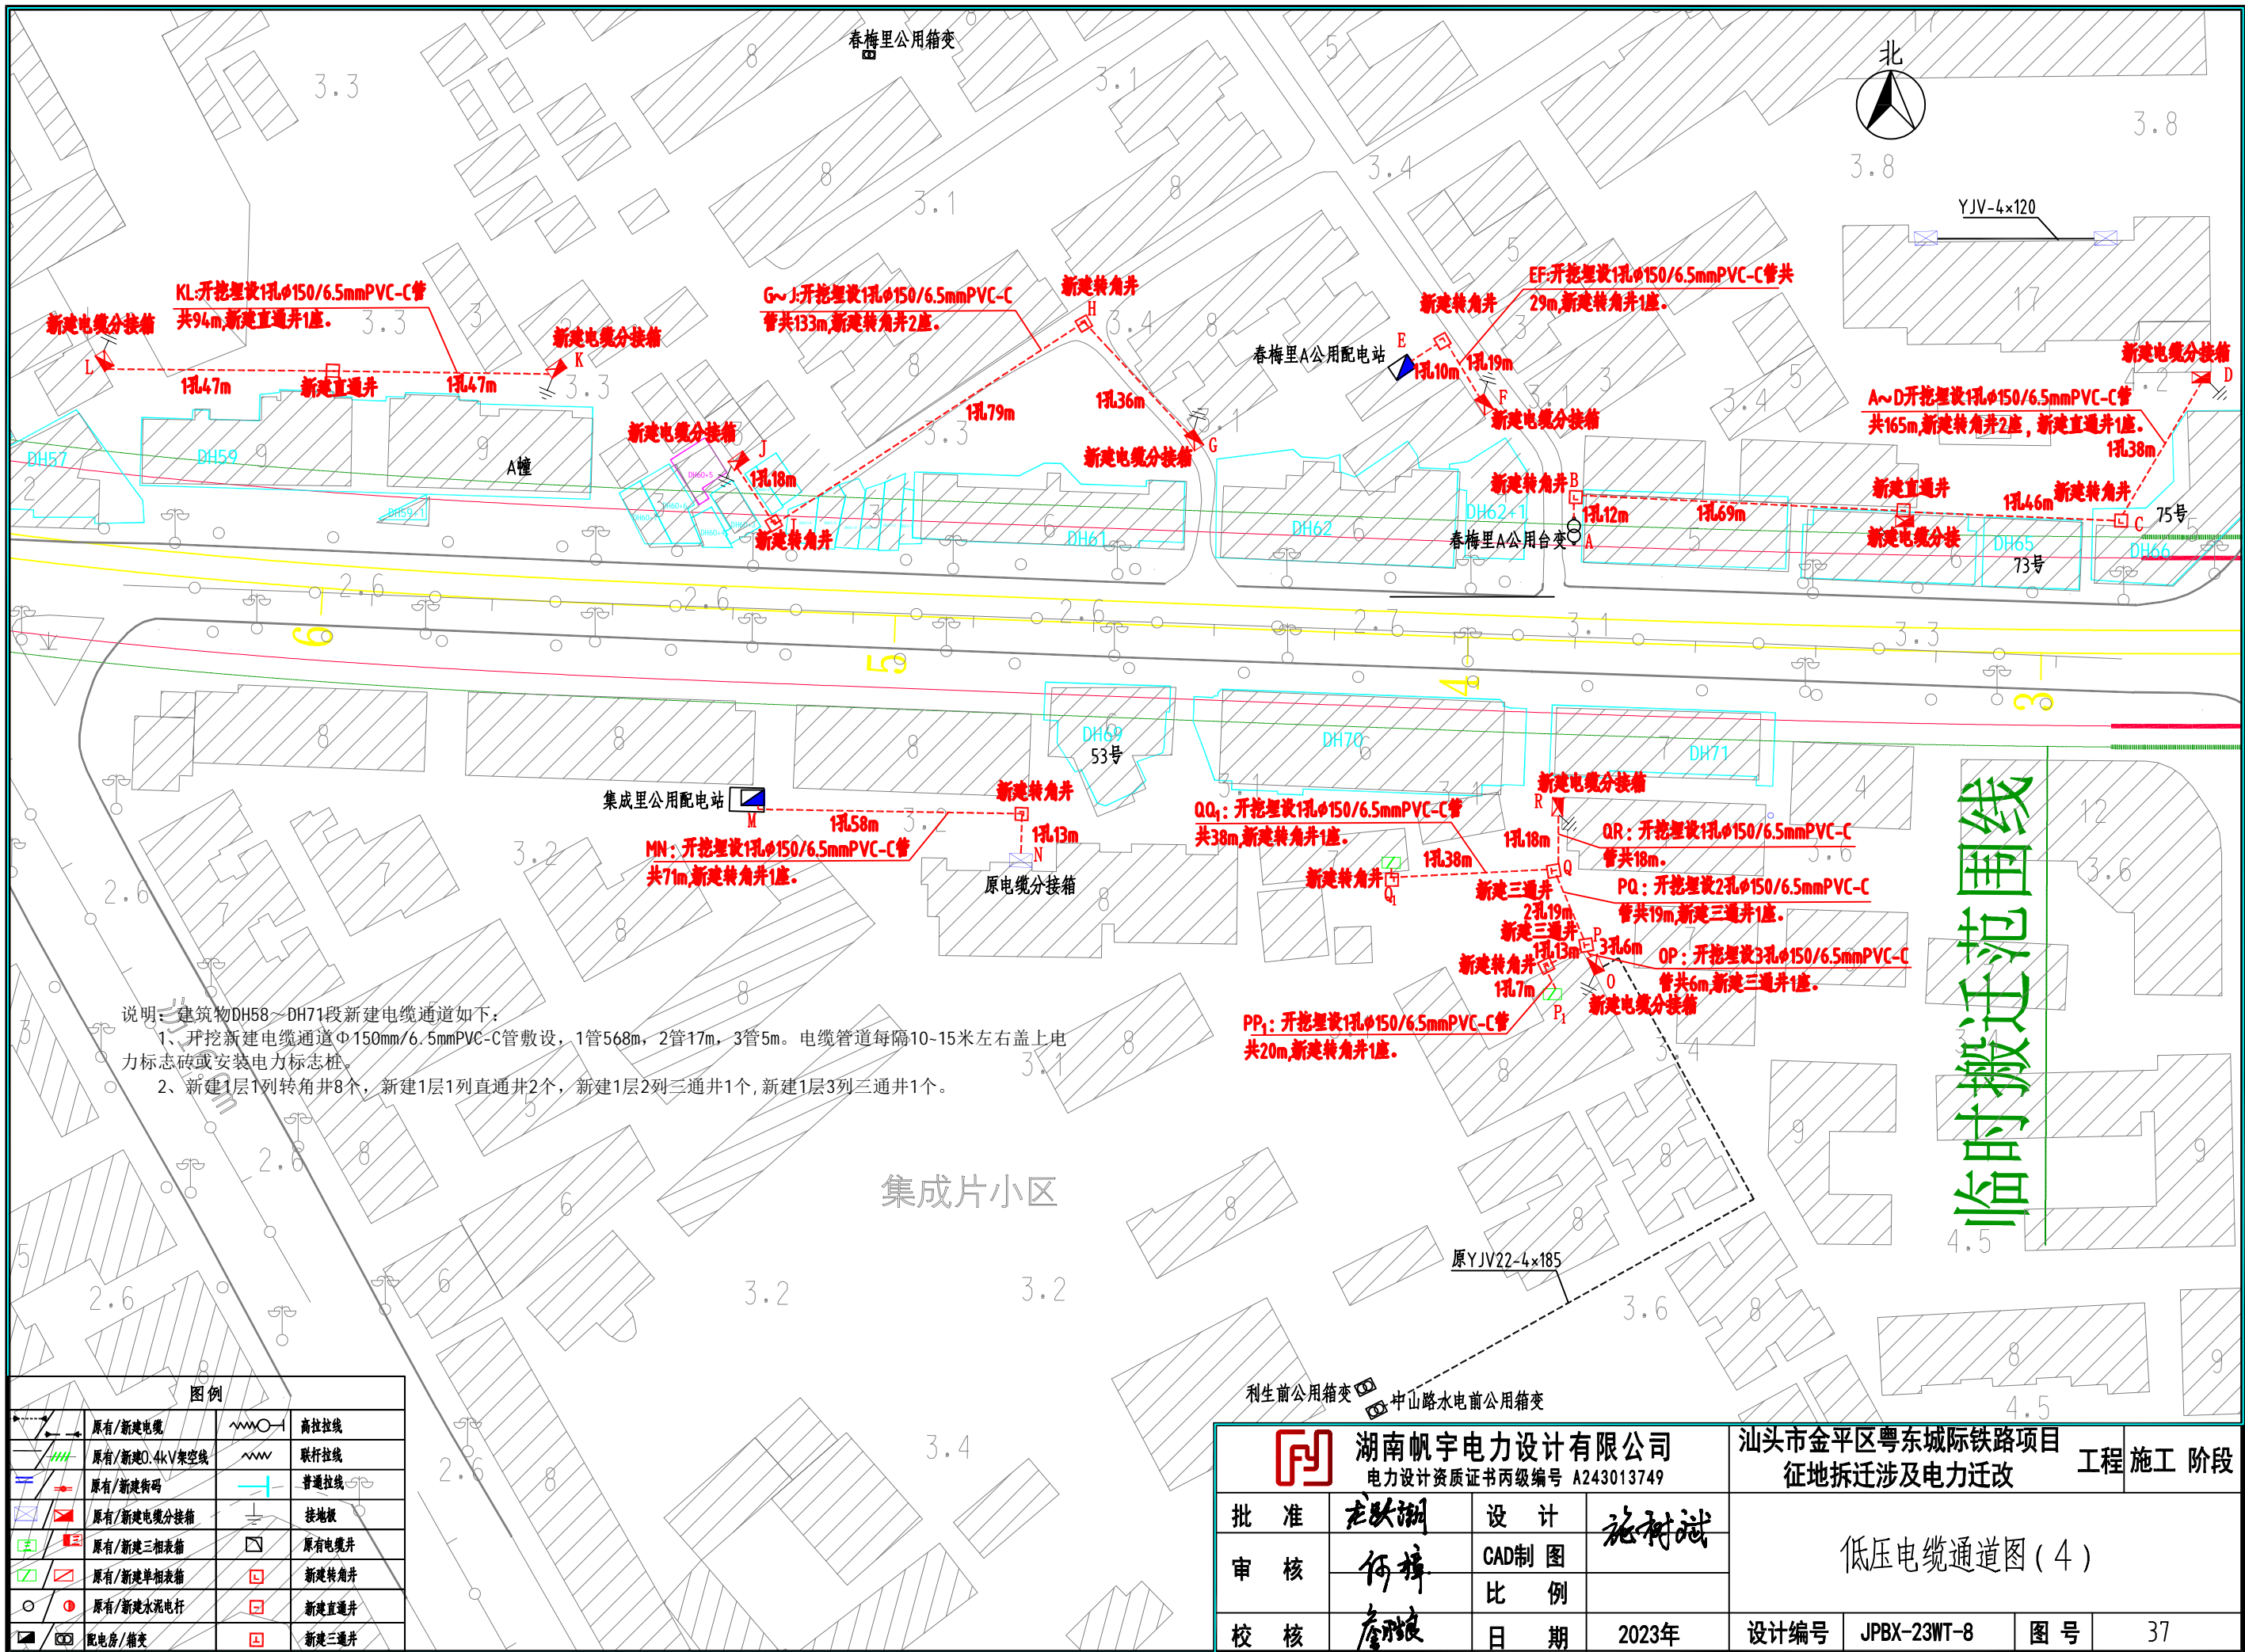 春梅里公用箱变
北
YJV-4×120
KL:开挖埋设1孔φ150/6.5mmPVC-C管
共94m,新建直通井1座。
新建电缆分接箱
L
1孔47m
新建直通井
1孔47m
新建电缆分接箱
K
G～J:开挖埋设1孔φ150/6.5mmPVC-C
管共133m,新建转角井2座。
新建转角井
H
1孔79m
1孔36m
G
新建电缆分接箱
新建电缆分接箱
J
1孔18m
I
新建转角井
EF:开挖埋设1孔φ150/6.5mmPVC-C管共
29m,新建转角井1座。
新建转角井
春梅里A公用配电站
E
1孔10m
1孔19m
F
新建电缆分接箱
新建电缆分接箱
D
A～D开挖埋设1孔φ150/6.5mmPVC-C管
共165m,新建转角井2座，新建直通井1座。
1孔38m
新建转角井
B
1孔12m
春梅里A公用台变
A
1孔69m
新建直通井
新建电缆分接
1孔46m
新建转角井
C
75号
73号
A幢
DH57
DH59
DH59+1
DH60+5
DH61
DH62
DH62+1
DH65
DH66
6
5
4
3
DH69
53号
DH70
DH71
集成里公用配电站
M
1孔58m
新建转角井
1孔13m
N
原电缆分接箱
MN：开挖埋设1孔φ150/6.5mmPVC-C管
共71m,新建转角井1座。
QQ₁：开挖埋设1孔φ150/6.5mmPVC-C管
共38m,新建转角井1座。
新建电缆分接箱
R
1孔18m
QR：开挖埋设1孔φ150/6.5mmPVC-C
管共18m。
1孔38m
新建转角井
Q₁
Q
新建三通井
PQ：开挖埋设2孔φ150/6.5mmPVC-C
管共19m,新建三通井1座。
2孔19m
新建三通井
P
1孔13m
3孔6m
OP：开挖埋设3孔φ150/6.5mmPVC-C
管共6m,新建三通井1座。
新建转角井
1孔7m
O
新建电缆分接箱
P₁
PP₁：开挖埋设1孔φ150/6.5mmPVC-C管
共20m,新建转角井1座。
临时搬迁范围线
说明：建筑物DH58～DH71段新建电缆通道如下：
1、开挖新建电缆通道Φ150mm/6.5mmPVC-C管敷设，1管568m，2管17m，3管5m。电缆管道每隔10~15米左右盖上电
力标志砖或安装电力标志桩。
2、新建1层1列转角井8个，新建1层1列直通井2个，新建1层2列三通井1个,新建1层3列三通井1个。
集成片小区
原YJV22-4×185
利生前公用箱变
中山路水电前公用箱变
图例
原有/新建电缆 高拉拉线
原有/新建0.4kV架空线 联杆拉线
原有/新建街码 普通拉线
原有/新建电缆分接箱 接地极
原有/新建三相表箱 原有电缆井
原有/新建单相表箱 新建转角井
原有/新建水泥电杆 新建直通井
配电房/箱变 新建三通井
湖南帆宇电力设计有限公司
电力设计资质证书丙级编号 A243013749
汕头市金平区粤东城际铁路项目
征地拆迁涉及电力迁改
工程 施工 阶段
批 准 设 计
审 核 CAD制 图
比 例
低压电缆通道图(4)
校 核 日 期 2023年
设计编号 JPBX-23WT-8 图 号 37